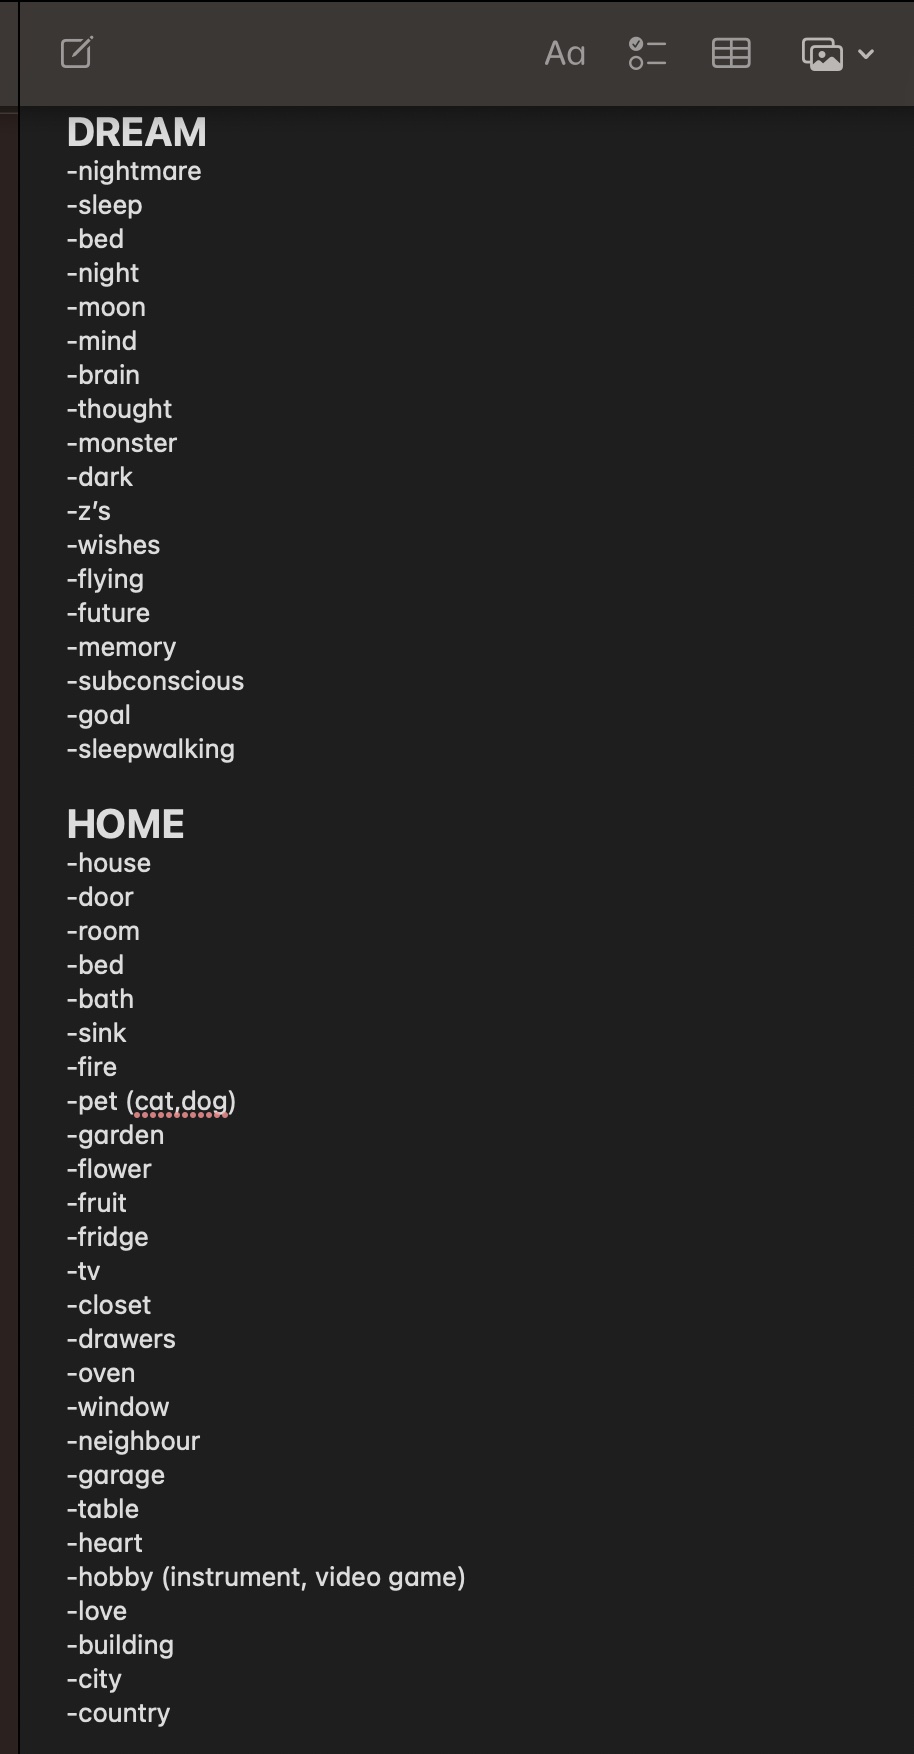 Aa
DREAM
-nightmare
-sleep
-bed
-night
-moon
-mind
-brain
-thought
-monster
-dark
-z’s
-wishes
-flying
-future
-memory
-subconscious
-goal
-sleepwalking
HOME
-house
-door
-room
-bed
-bath
-sink
-fire
-pet (cat,dog)
-garden
-flower
-fruit
-fridge
-tv
-closet
-drawers
-oven
-window
-neighbour
-garage
-table
-heart
-hobby (instrument, video game)
-love
-building
-city
-country